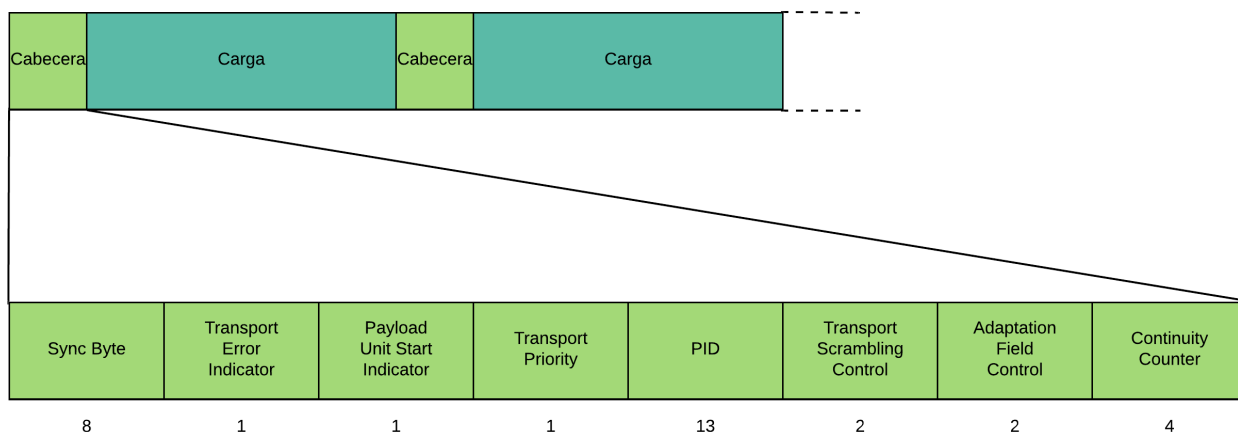 Cabecera
Carga
Cabecera
Carga
Sync Byte
Transport
Error
Indicator
Payload
Unit Start
Indicator
Transport
Priority
PID
Transport
Scrambling
Control
Adaptation
Field
Control
Continuity
Counter
8
1
1
1
13
2
2
4